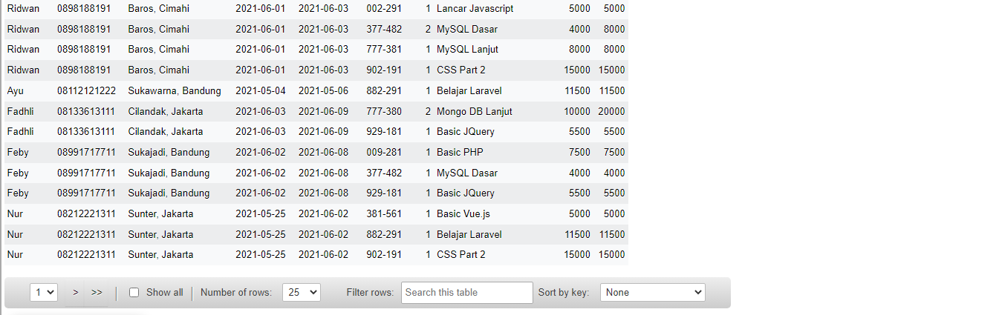 Ridwan 0898188191 Baros, Cimahi 2021-06-01 2021-06-03 002-291 1 Lancar Javascript 5000 5000
Ridwan 0898188191 Baros, Cimahi 2021-06-01 2021-06-03 377-482 2 MySQL Dasar 4000 8000
Ridwan 0898188191 Baros, Cimahi 2021-06-01 2021-06-03 777-381 1 MySQL Lanjut 8000 8000
Ridwan 0898188191 Baros, Cimahi 2021-06-01 2021-06-03 902-191 1 CSS Part 2 15000 15000
Ayu 08112121222 Sukawarna, Bandung 2021-05-04 2021-05-06 882-291 1 Belajar Laravel 11500 11500
Fadhli 08133613111 Cilandak, Jakarta 2021-06-03 2021-06-09 777-380 2 Mongo DB Lanjut 10000 20000
Fadhli 08133613111 Cilandak, Jakarta 2021-06-03 2021-06-09 929-181 1 Basic JQuery 5500 5500
Feby 08991717711 Sukajadi, Bandung 2021-06-02 2021-06-08 009-281 1 Basic PHP 7500 7500
Feby 08991717711 Sukajadi, Bandung 2021-06-02 2021-06-08 377-482 1 MySQL Dasar 4000 4000
Feby 08991717711 Sukajadi, Bandung 2021-06-02 2021-06-08 929-181 1 Basic JQuery 5500 5500
Nur 08212221311 Sunter, Jakarta 2021-05-25 2021-06-02 381-561 1 Basic Vue.js 5000 5000
Nur 08212221311 Sunter, Jakarta 2021-05-25 2021-06-02 882-291 1 Belajar Laravel 11500 11500
Nur 08212221311 Sunter, Jakarta 2021-05-25 2021-06-02 902-191 1 CSS Part 2 15000 15000
1 > >> | Show all | Number of rows: 25 Filter rows: Search this table Sort by key: None